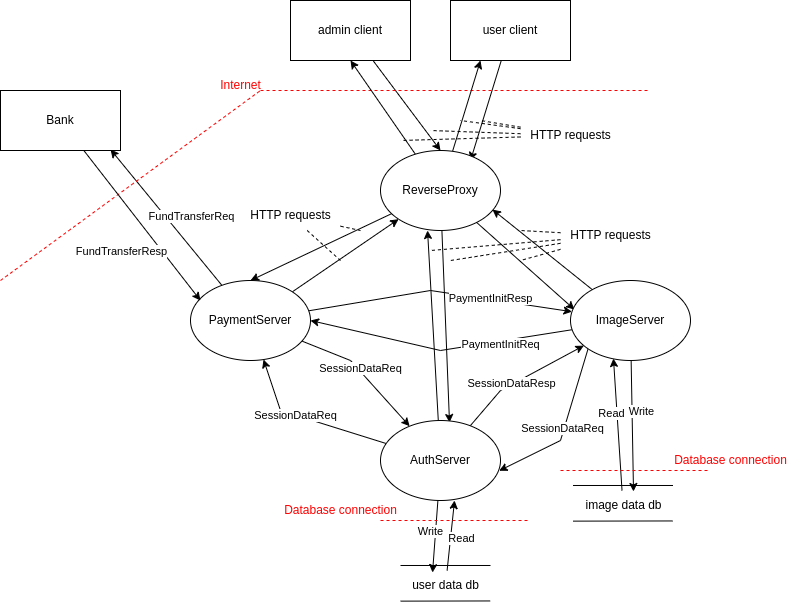 admin client
user client
Internet
Bank
HTTP requests
ReverseProxy
FundTransferReq
HTTP requests
HTTP requests
FundTransferResp
PaymentServer
PaymentInitResp
ImageServer
PaymentInitReq
SessionDataReq
SessionDataResp
SessionDataReq
Read
Write
SessionDataReq
AuthServer
Database connection
image data db
Database connection
Write
Read
user data db